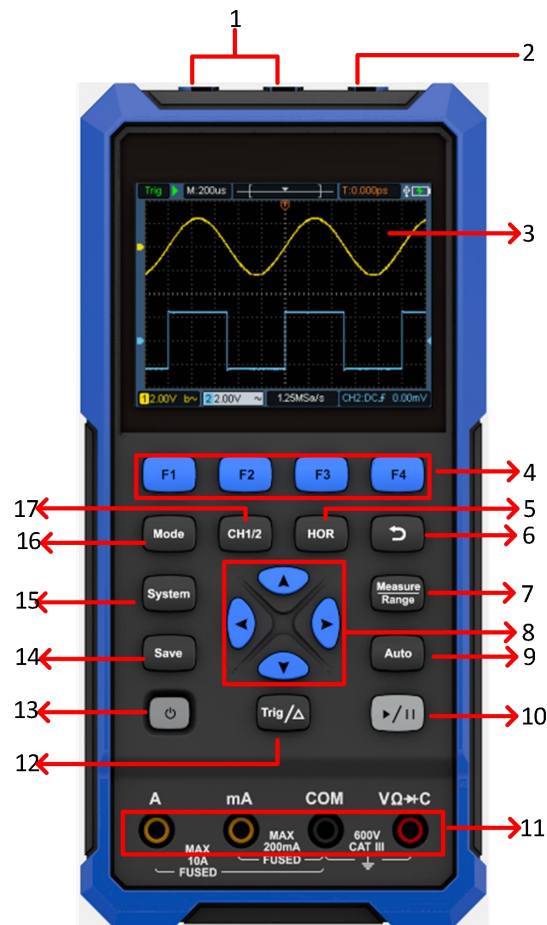 1
2
Trig M:200us T:0.000ps
T
3
1 2.00V b~ 2 2.00V ~ 1.25MSa/s CH2:DC 0.00mV
F1 F2 F3 F4
4
17
5
Mode CH1/2 HOR
16
6
System
Measure
Range
15
7
8
Save Auto
14
9
13
Trig/△
10
12
A mA COM VΩC
11
MAX
10A
FUSED
MAX
200mA
FUSED
600V
CAT III